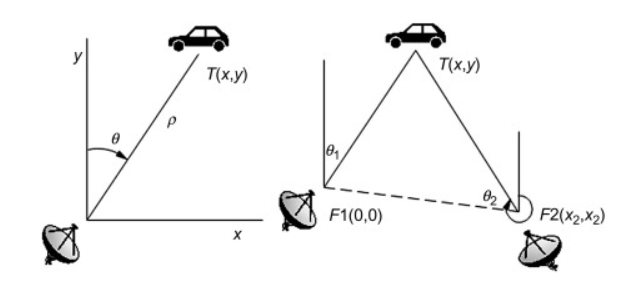 y
T(x,y)
θ
ρ
x
T(x,y)
θ1
θ2
F1(0,0)
F2(x2,x2)